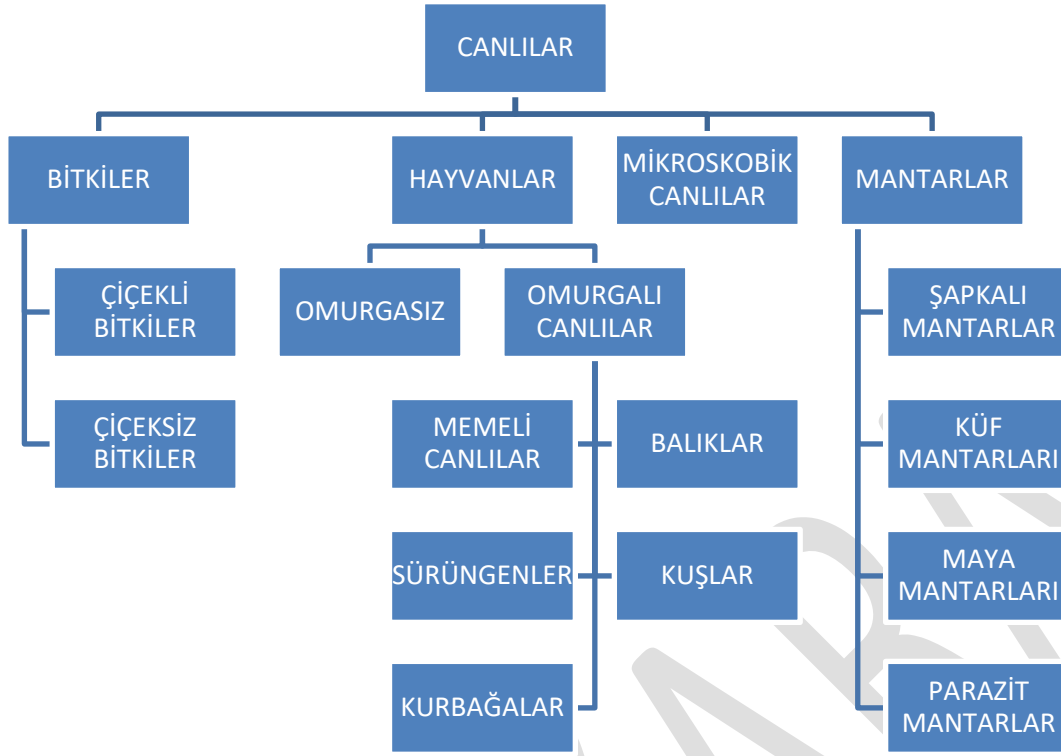 CANLILAR
BİTKİLER
HAYVANLAR
MİKROSKOBİK
CANLILAR
MANTARLAR
ÇİÇEKLİ
BİTKİLER
ÇİÇEKSİZ
BİTKİLER
OMURGASIZ
OMURGALI
CANLILAR
MEMELİ
CANLILAR
BALIKLAR
SÜRÜNGENLER
KUŞLAR
KURBAĞALAR
ŞAPKALI
MANTARLAR
KÜF
MANTARLARI
MAYA
MANTARLARI
PARAZİT
MANTARLAR